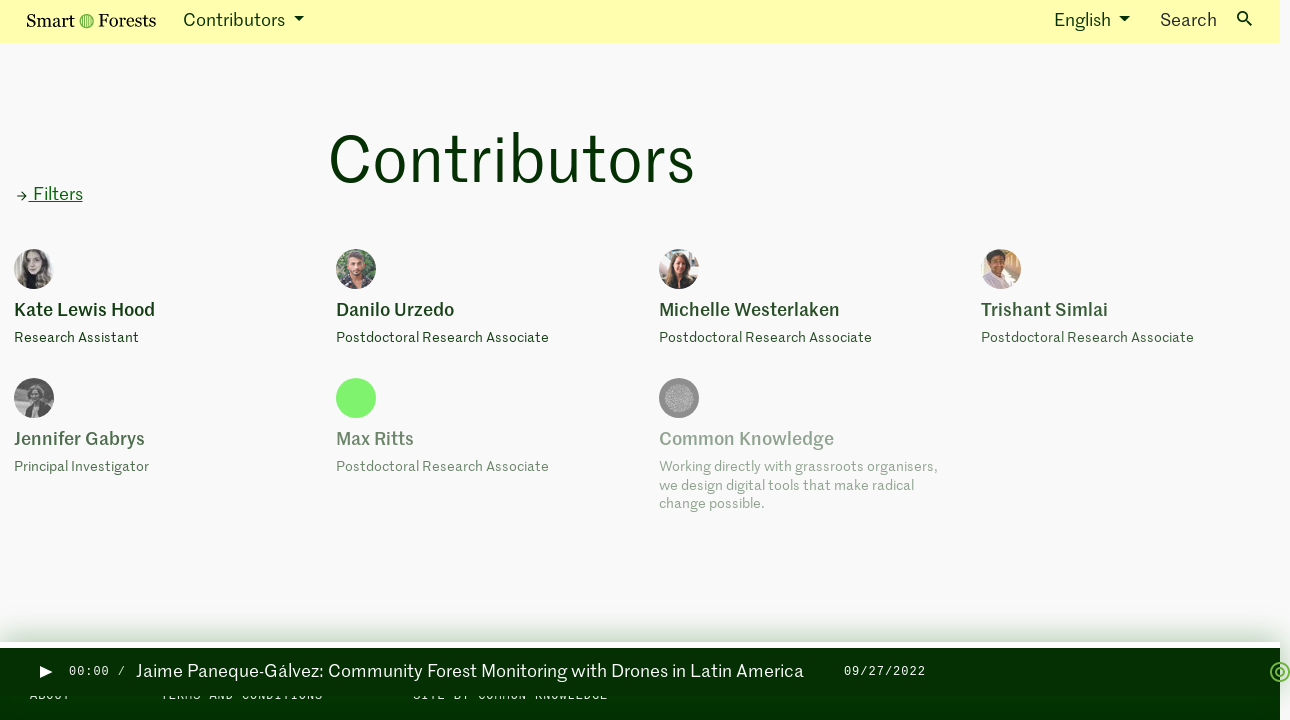 Smart Forests
Contributors
English
Search
Contributors
Filters
Kate Lewis Hood
Research Assistant
Danilo Urzedo
Postdoctoral Research Associate
Michelle Westerlaken
Postdoctoral Research Associate
Trishant Simlai
Postdoctoral Research Associate
Jennifer Gabrys
Principal Investigator
Max Ritts
Postdoctoral Research Associate
Common Knowledge
Working directly with grassroots organisers,
we design digital tools that make radical
change possible.
00:00 / Jaime Paneque-Gálvez: Community Forest Monitoring with Drones in Latin America 09/27/2022
ABOUT TERMS AND CONDITIONS SITE BY COMMON KNOWLEDGE